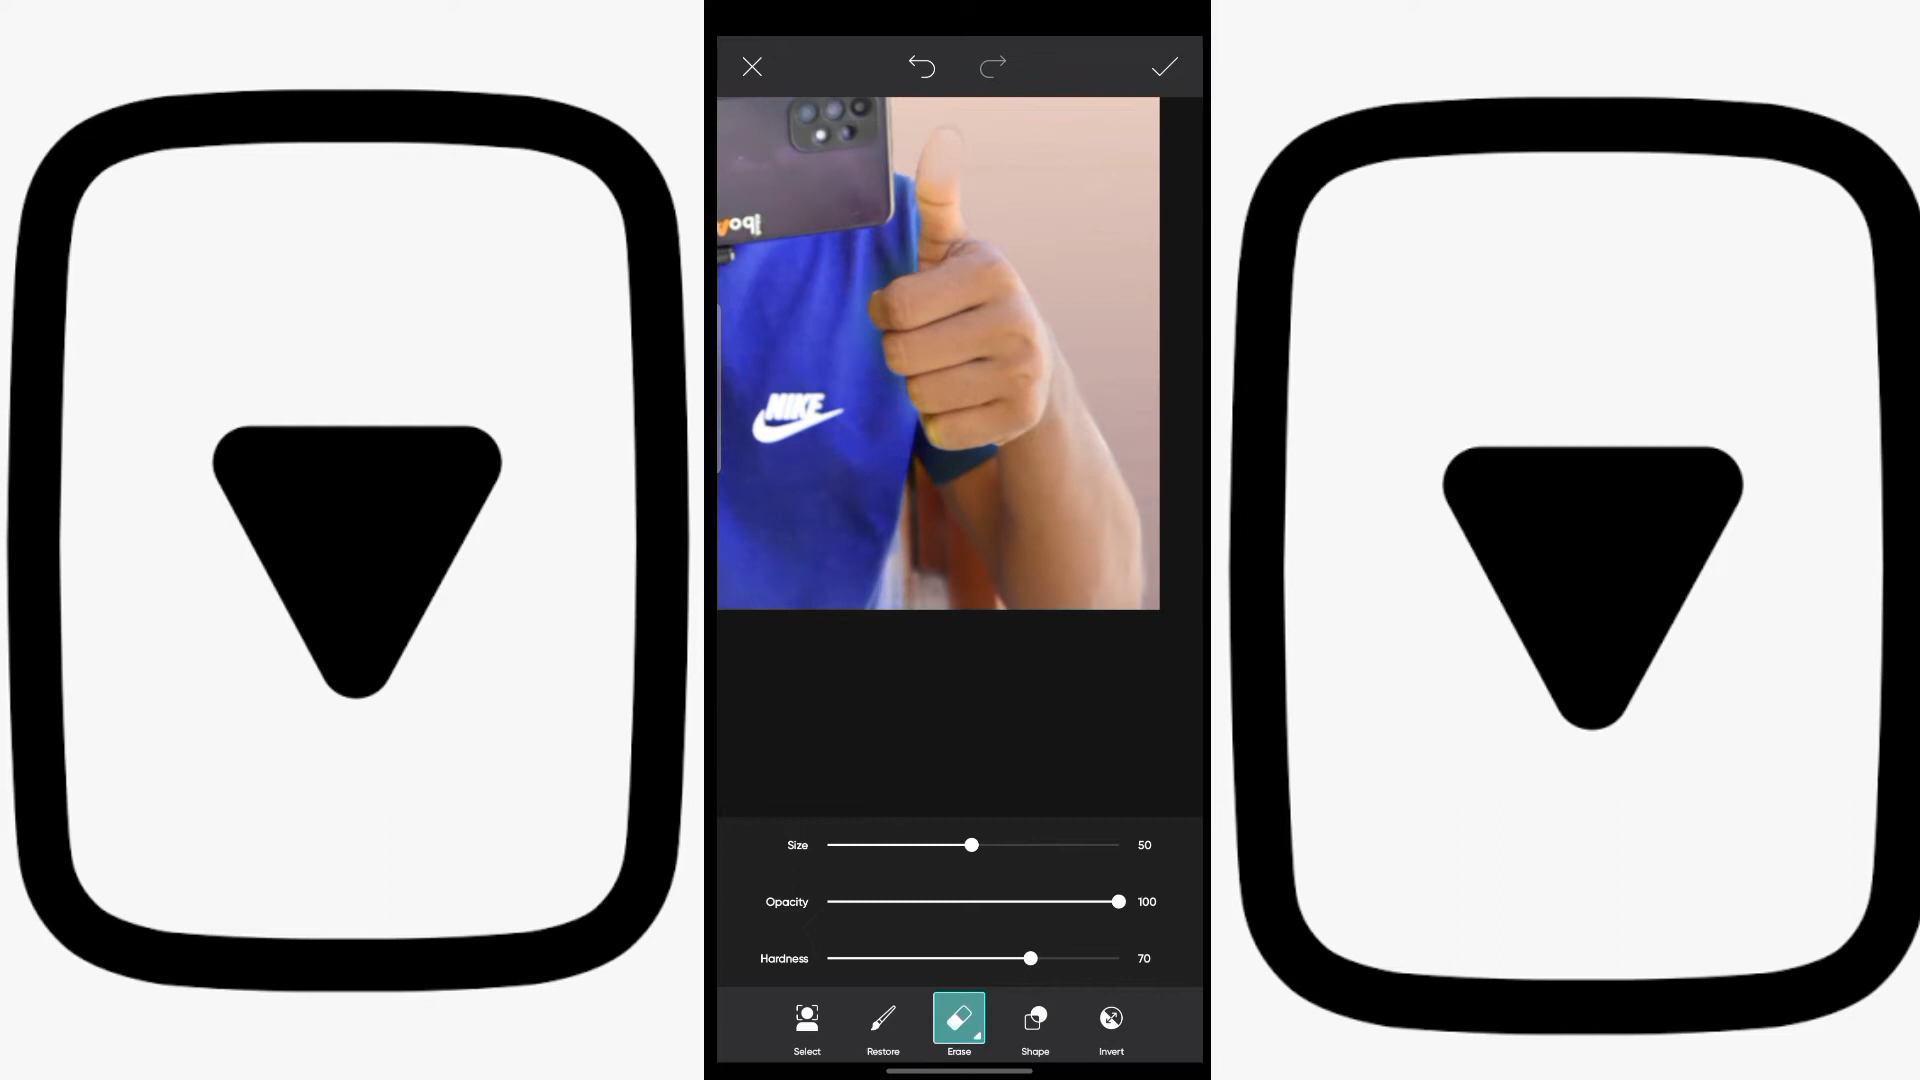 NIKE
Size 50
Opacity 100
Hardness 70
Select Restore Erase Shape Invert